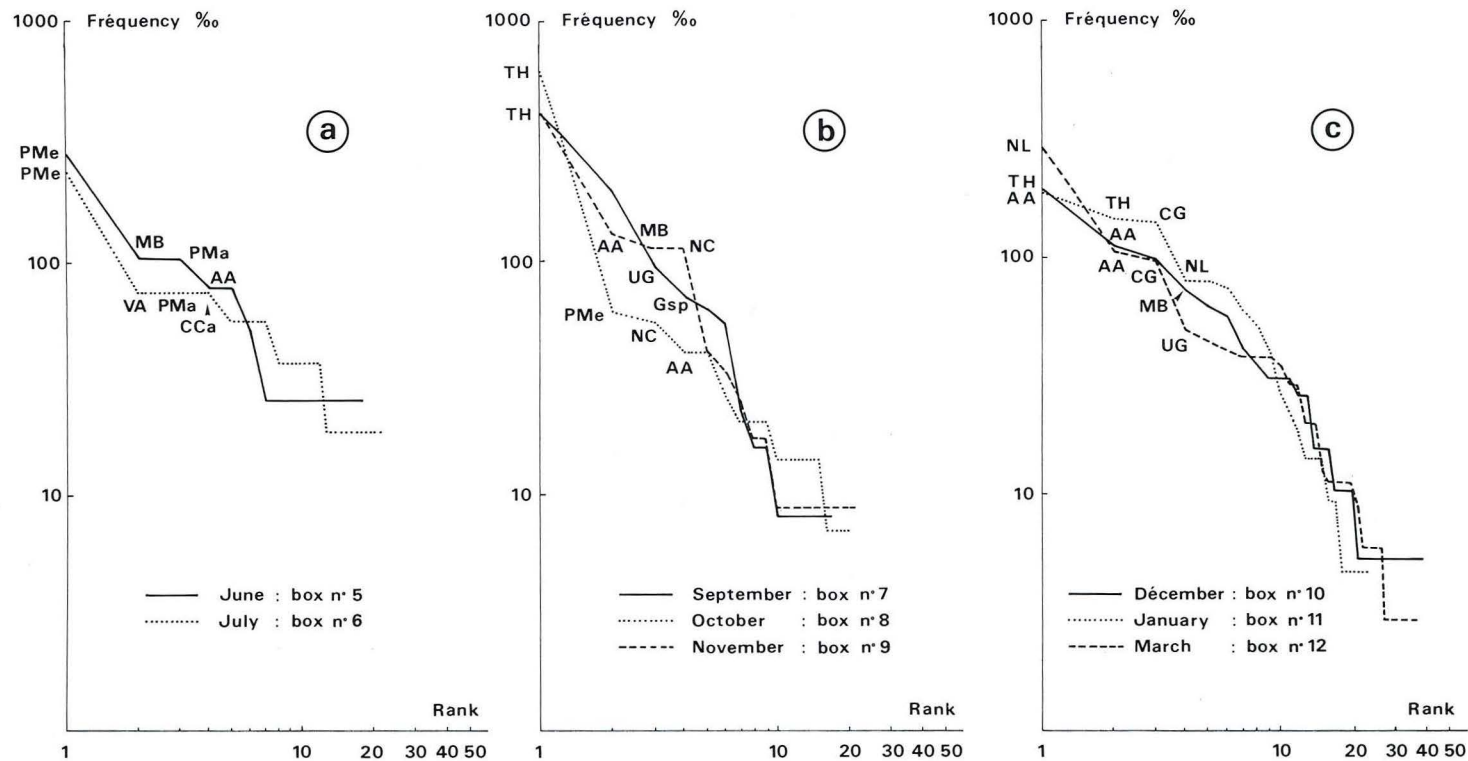 1000 Fréquency ‰
a
PMe
PMe
MB
PMa
AA
100
VA
PMa
CCa
10
June : box n° 5
July : box n° 6
Rank
1 10 20 30 40 50
1000 Fréquency ‰
b
TH
TH
MB
NC
AA
100
UG
Gsp
PMe
NC
AA
10
September : box n° 7
October : box n° 8
November : box n° 9
Rank
1 10 20 30 40 50
1000 Fréquency ‰
c
NL
TH
AA
TH
CG
AA
100
AA
CG
NL
MB
UG
10
Décember : box n° 10
January : box n° 11
March : box n° 12
Rank
1 10 20 30 40 50